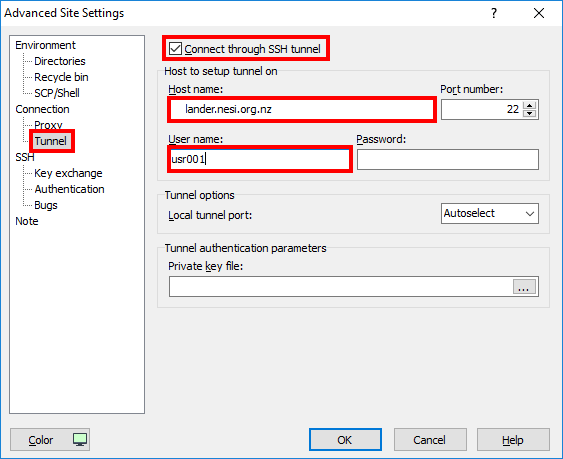 Advanced Site Settings
Environment
Directories
Recycle bin
SCP/Shell
Connection
Proxy
Tunnel
SSH
Key exchange
Authentication
Bugs
Note
Connect through SSH tunnel
Host to setup tunnel on
Host name: Port number:
lander.nesi.org.nz 22
User name: Password:
usr001
Tunnel options
Local tunnel port: Autoselect
Tunnel authentication parameters
Private key file:
...
Color OK Cancel Help